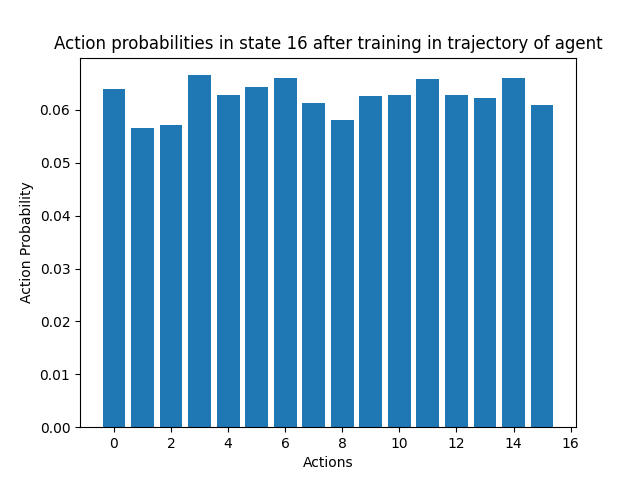 Action probabilities in state 16 after training in trajectory of agent
0.06
0.05
0.04
0.03
0.02
0.01
0.00
Action Probability
0 2 4 6 8 10 12 14 16
Actions